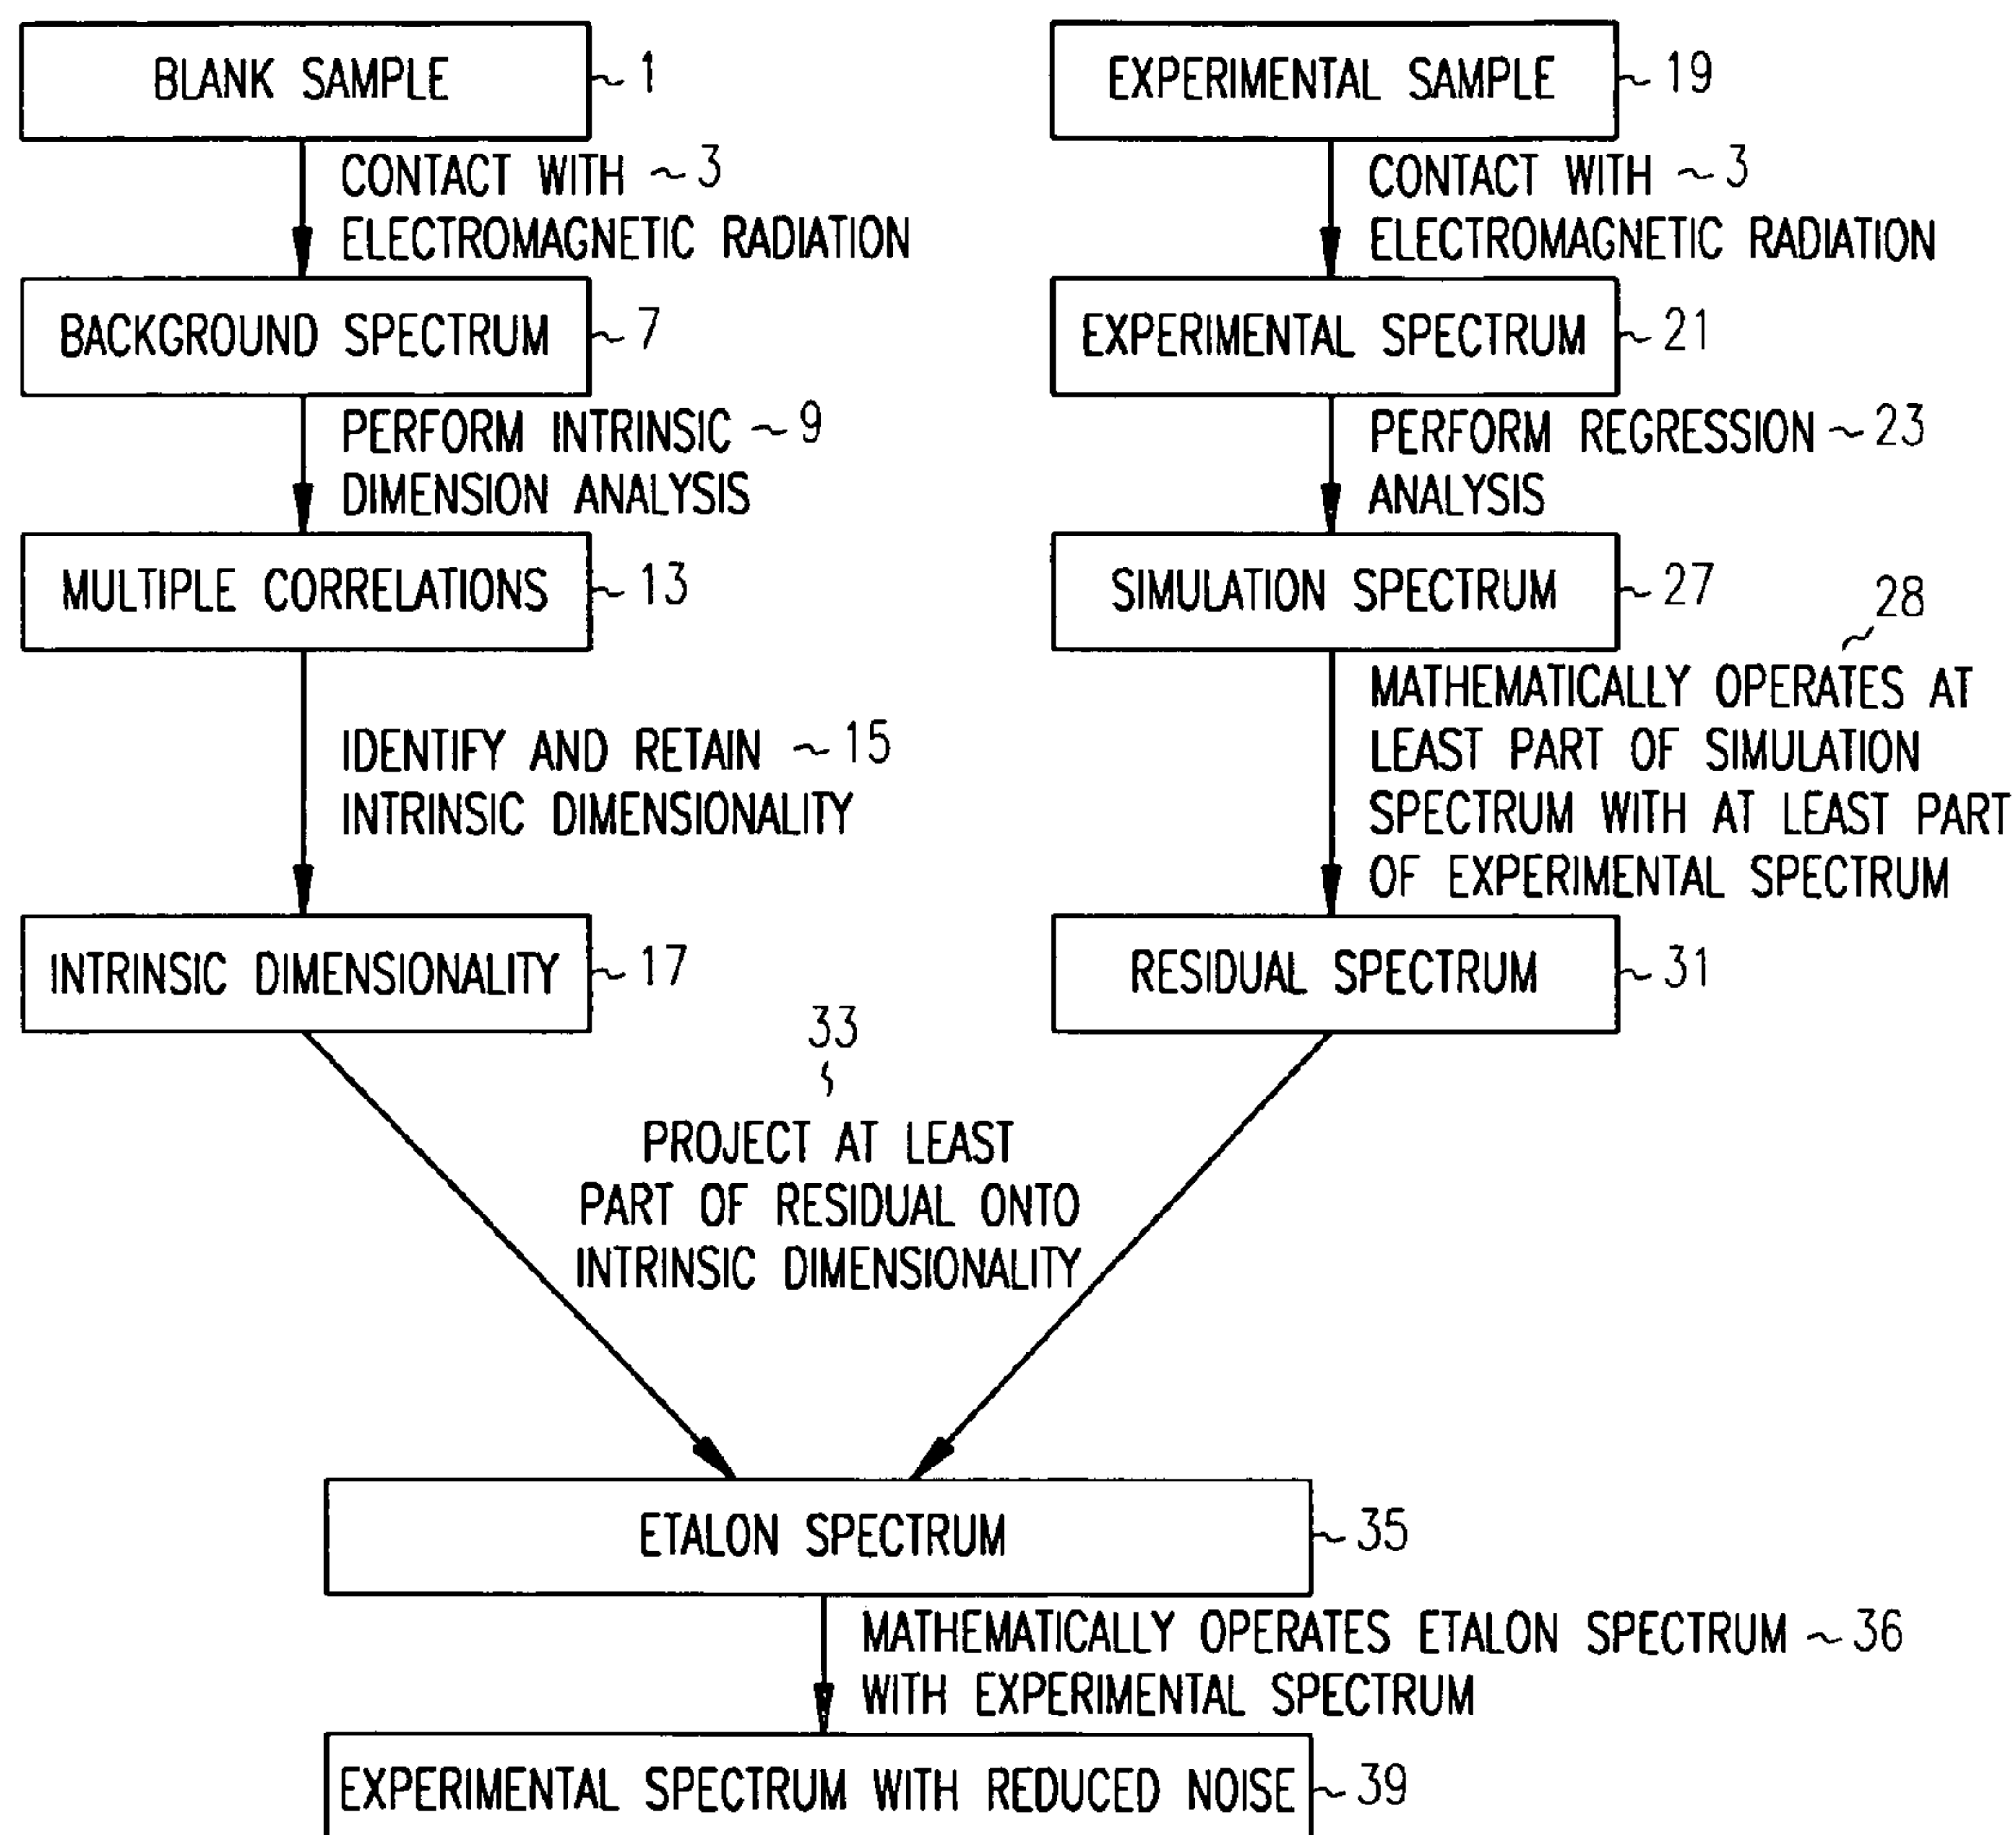 BLANK SAMPLE ~ 1
CONTACT WITH ~ 3
ELECTROMAGNETIC RADIATION
BACKGROUND SPECTRUM ~ 7
PERFORM INTRINSIC ~ 9
DIMENSION ANALYSIS
MULTIPLE CORRELATIONS ~ 13
IDENTIFY AND RETAIN ~ 15
INTRINSIC DIMENSIONALITY
INTRINSIC DIMENSIONALITY ~ 17
EXPERIMENTAL SAMPLE ~ 19
CONTACT WITH ~ 3
ELECTROMAGNETIC RADIATION
EXPERIMENTAL SPECTRUM ~ 21
PERFORM REGRESSION ~ 23
ANALYSIS
SIMULATION SPECTRUM ~ 27
28
MATHEMATICALLY OPERATES AT
LEAST PART OF SIMULATION
SPECTRUM WITH AT LEAST PART
OF EXPERIMENTAL SPECTRUM
RESIDUAL SPECTRUM ~ 31
33
PROJECT AT LEAST
PART OF RESIDUAL ONTO
INTRINSIC DIMENSIONALITY
ETALON SPECTRUM ~ 35
MATHEMATICALLY OPERATES ETALON SPECTRUM ~ 36
WITH EXPERIMENTAL SPECTRUM
EXPERIMENTAL SPECTRUM WITH REDUCED NOISE ~ 39